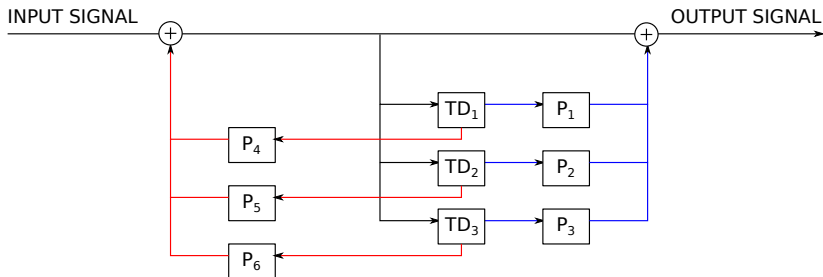 INPUT SIGNAL
OUTPUT SIGNAL
+
+
TD₁
P₁
P₄
TD₂
P₂
P₅
TD₃
P₃
P₆